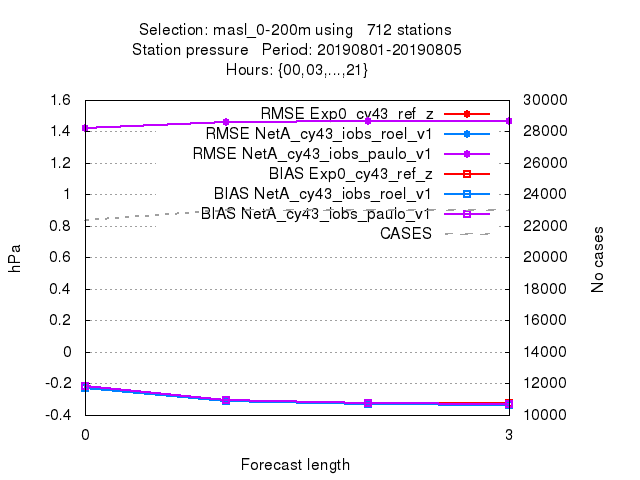 Selection: masl_0-200m using   712 stations
Station pressure   Period: 20190801-20190805
Hours: {00,03,...,21}
1.6
1.4
1.2
1
0.8
0.6
0.4
0.2
0
-0.2
-0.4
hPa
RMSE Exp0_cy43_ref_z
RMSE NetA_cy43_iobs_roel_v1
RMSE NetA_cy43_iobs_paulo_v1
BIAS Exp0_cy43_ref_z
BIAS NetA_cy43_iobs_roel_v1
BIAS NetA_cy43_iobs_paulo_v1
CASES
30000
28000
26000
24000
22000
20000
18000
16000
14000
12000
10000
No cases
0
3
Forecast length